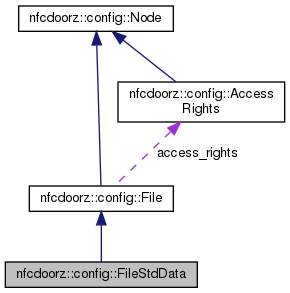 nfcdoorz::config::Node
nfcdoorz::config::Access
Rights
access_rights
nfcdoorz::config::File
nfcdoorz::config::FileStdData